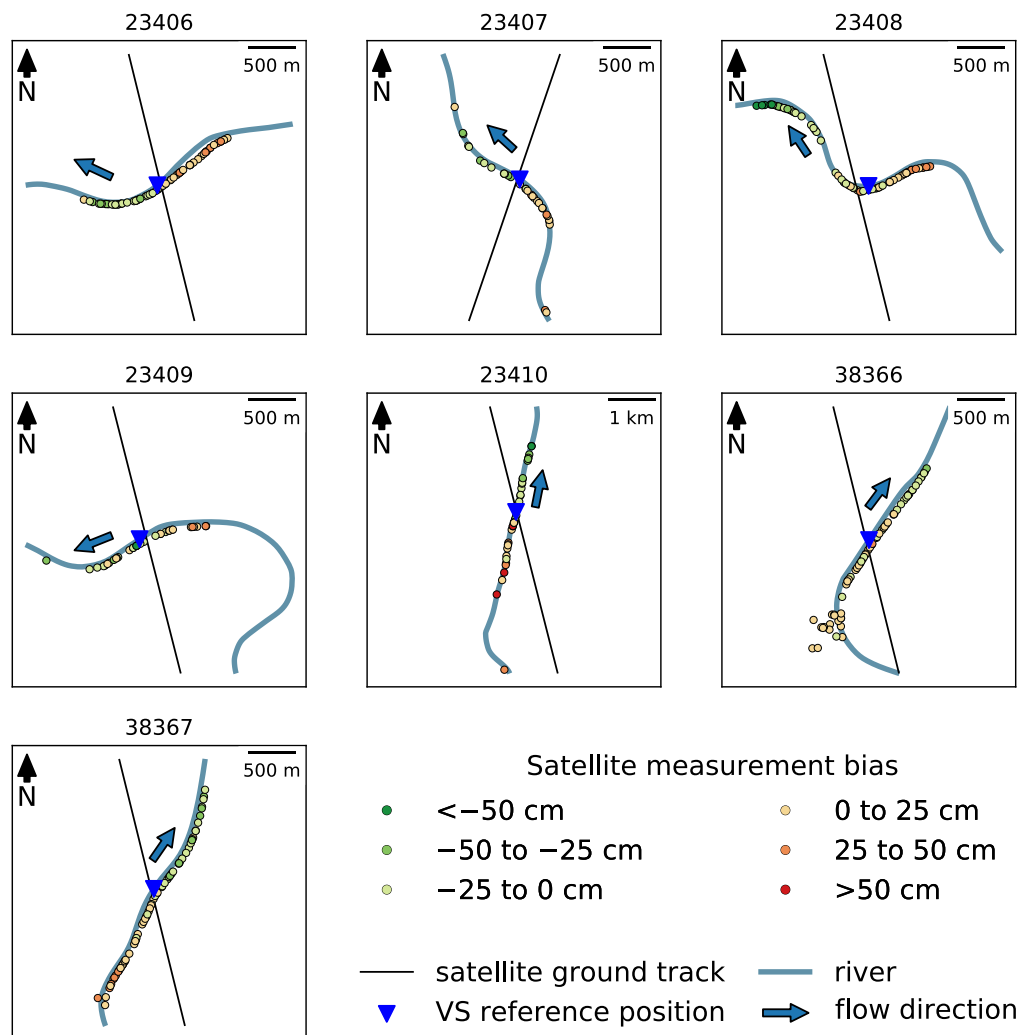 23406
500 m
N
23407
500 m
N
23408
500 m
N
23409
500 m
N
23410
1 km
N
38366
500 m
N
38367
500 m
N
Satellite measurement bias
<−50 cm
0 to 25 cm
−50 to −25 cm
25 to 50 cm
−25 to 0 cm
>50 cm
satellite ground track
river
VS reference position
flow direction